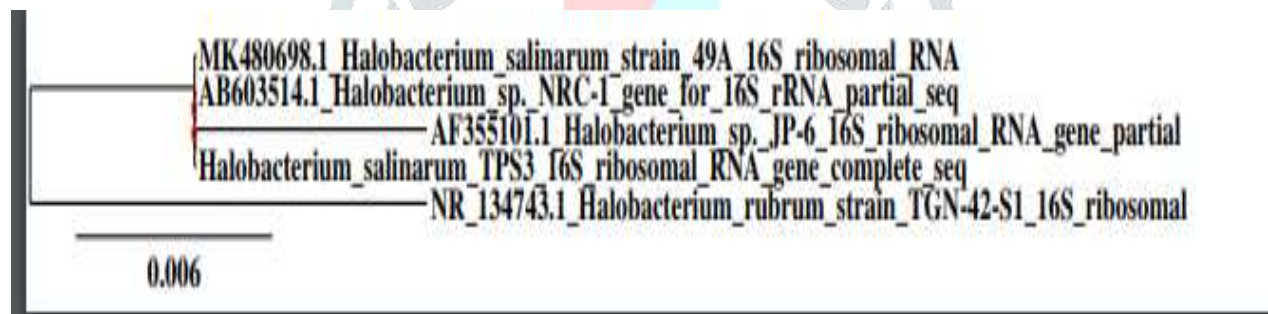 MK480698.1_Halobacterium_salinarum_strain_49A_16S_ribosomal_RNA
AB603514.1_Halobacterium_sp._NRC-1_gene_for_16S_rRNA_partial_seq
AF355101.1_Halobacterium_sp._JP-6_16S_ribosomal_RNA_gene_partial
Halobacterium_salinarum_TPS3_16S_ribosomal_RNA_gene_complete_seq
NR_134743.1_Halobacterium_rubrum_strain_TGN-42-S1_16S_ribosomal
0.006